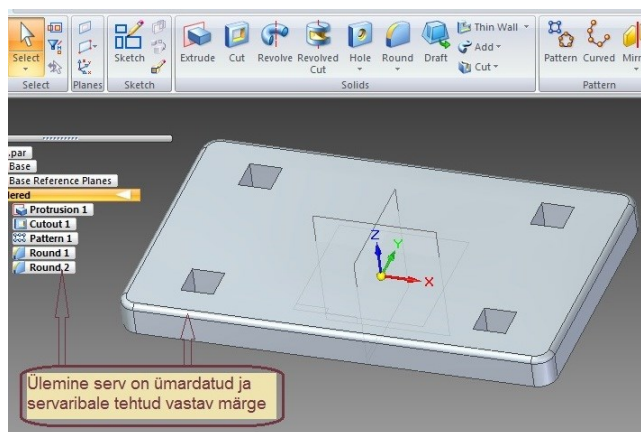 Select
Sketch
Extrude Cut Revolve Revolved Cut Hole Round Draft
Thin Wall
Add
Cut
Pattern Curved
Select Planes Sketch Solids Pattern
.par
Base
Base Reference Planes
Protrusion 1
Cutout 1
Pattern 1
Round 1
Round 2
Z
Y
X
Ülemine serv on ümardatud ja
servaribale tehtud vastav märge